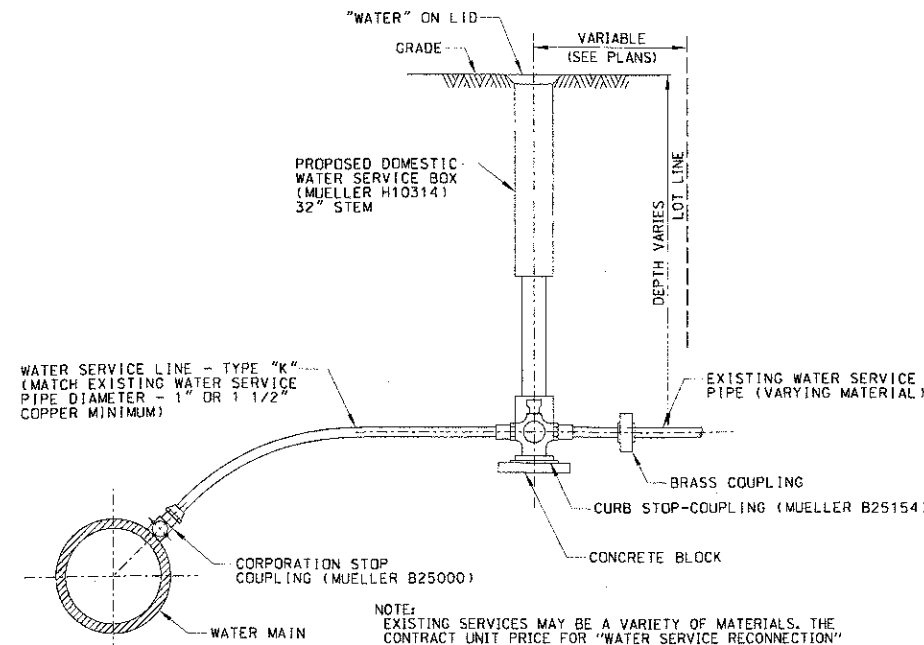 "WATER" ON LID
GRADE
VARIABLE
(SEE PLANS)
PROPOSED DOMESTIC
WATER SERVICE BOX
(MUELLER H10314)
32" STEM
DEPTH VARIES
LOT LINE
WATER SERVICE LINE - TYPE "K"
(MATCH EXISTING WATER SERVICE
PIPE DIAMETER - 1" OR 1 1/2"
COPPER MINIMUM)
EXISTING WATER SERVICE
PIPE (VARYING MATERIAL)
BRASS COUPLING
CURB STOP-COUPLING (MUELLER B25154)
CONCRETE BLOCK
CORPORATION STOP
COUPLING (MUELLER B25000)
WATER MAIN
NOTE:
EXISTING SERVICES MAY BE A VARIETY OF MATERIALS. THE
CONTRACT UNIT PRICE FOR "WATER SERVICE RECONNECTION"